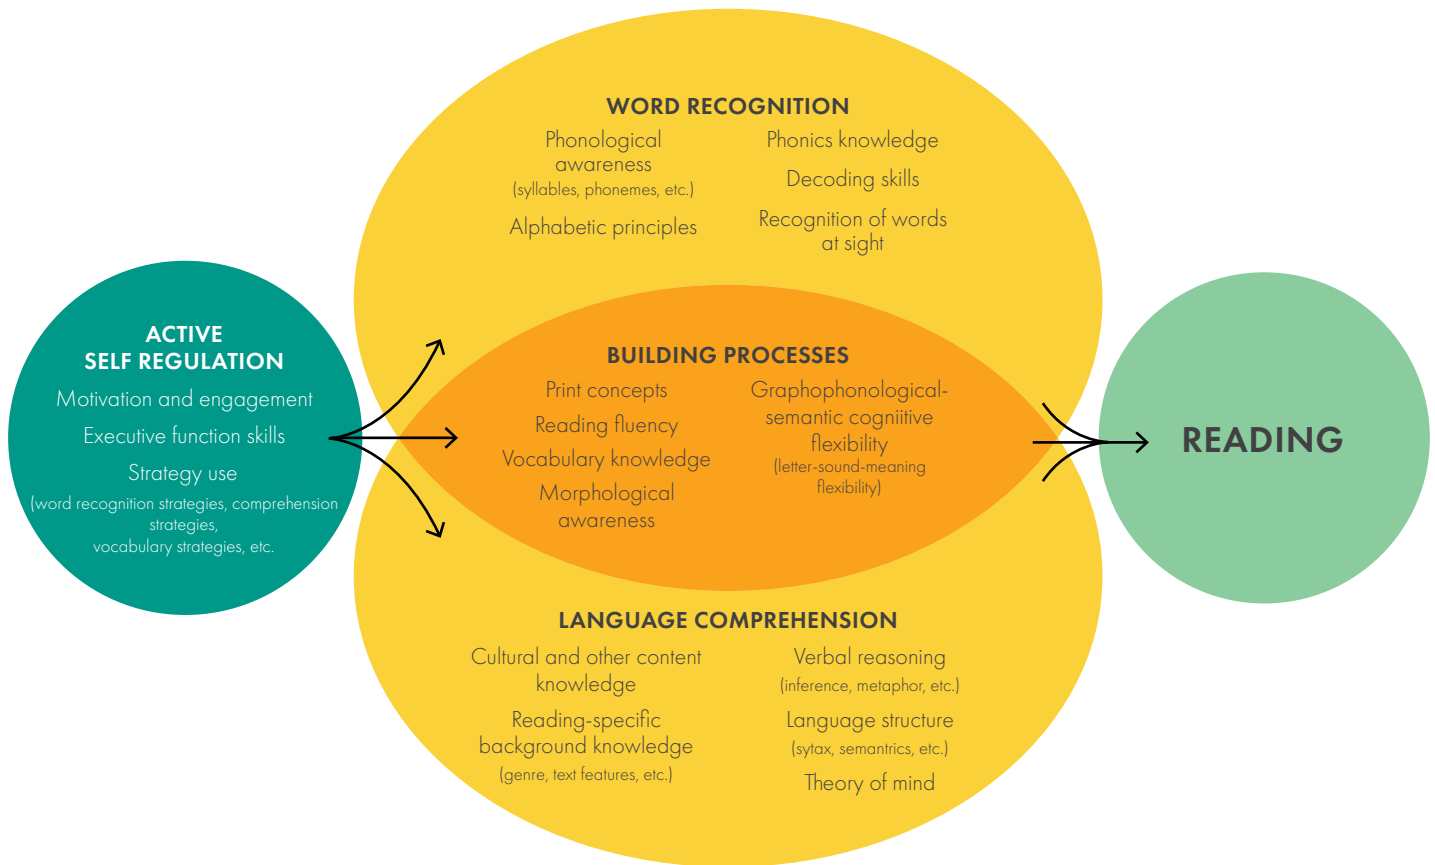 WORD RECOGNITION
Phonological
awareness
(syllables, phonemes, etc.)
Alphabetic principles
Phonics knowledge
Decoding skills
Recognition of words
at sight
ACTIVE
SELF REGULATION
Motivation and engagement
Executive function skills
Strategy use
(word recognition strategies, comprehension
strategies,
vocabulary strategies, etc.
BUILDING PROCESSES
Print concepts
Reading fluency
Vocabulary knowledge
Morphological
awareness
Graphophonological-
semantic cogniitive
flexibility
(letter-sound-meaning
flexibility)
READING
LANGUAGE COMPREHENSION
Cultural and other content
knowledge
Reading-specific
background knowledge
(genre, text features, etc.)
Verbal reasoning
(inference, metaphor, etc.)
Language structure
(sytax, semantrics, etc.)
Theory of mind